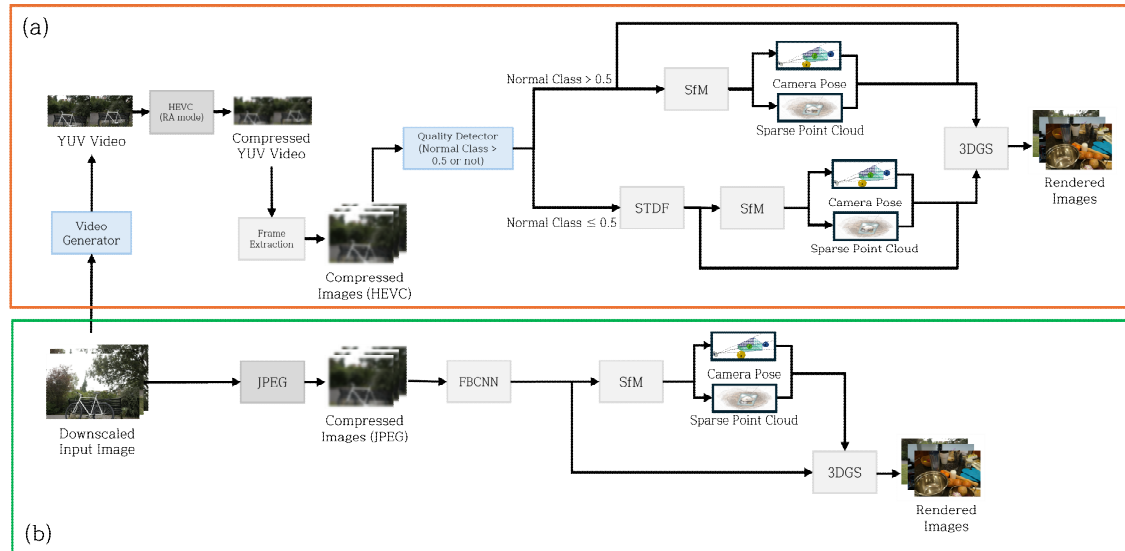 (a)
YUV Video
HEVC
(RA mode)
Compressed
YUV Video
Video
Generator
Frame
Extraction
Compressed
Images (HEVC)
Quality Detector
(Normal Class >
0.5 or not)
Normal Class > 0.5
SfM
Camera Pose
Sparse Point Cloud
Normal Class ≤ 0.5
STDF
SfM
Camera Pose
Sparse Point Cloud
3DGS
Rendered
Images
Downscaled
Input Image
JPEG
Compressed
Images (JPEG)
FBCNN
SfM
Camera Pose
Sparse Point Cloud
3DGS
Rendered
Images
(b)